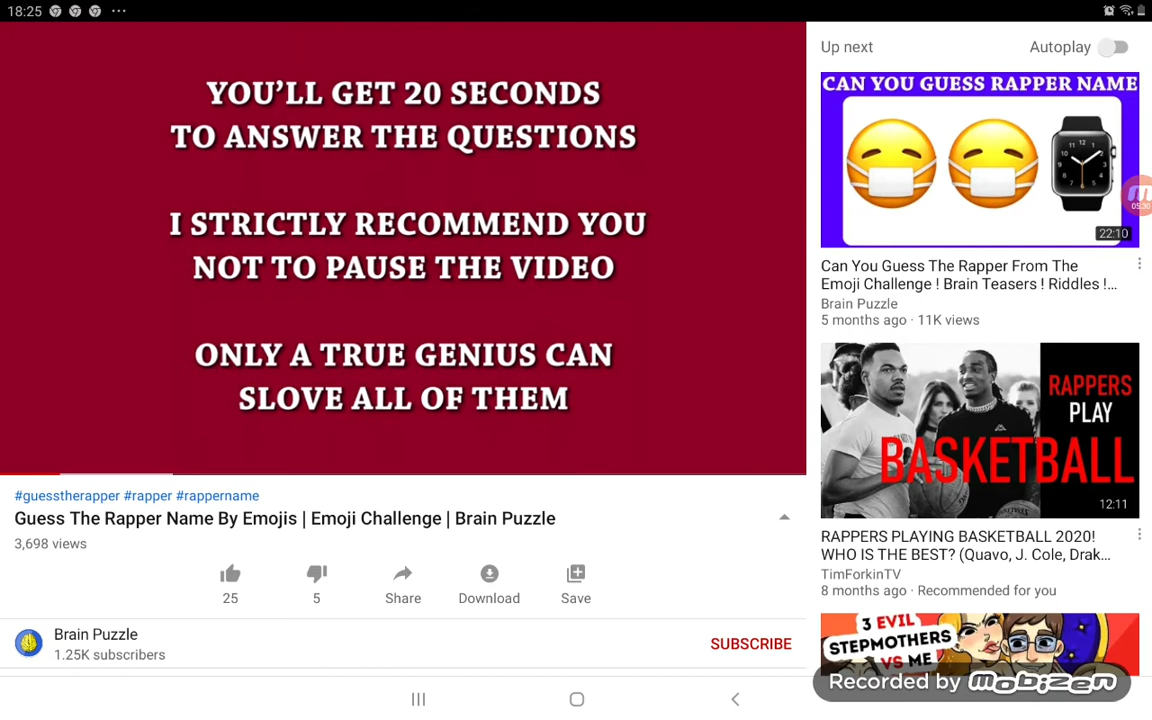 18:25
YOU'LL GET 20 SECONDS
TO ANSWER THE QUESTIONS
I STRICTLY RECOMMEND YOU
NOT TO PAUSE THE VIDEO
ONLY A TRUE GENIUS CAN
SLOVE ALL OF THEM
#guesstherapper #rapper #rappername
Guess The Rapper Name By Emojis | Emoji Challenge | Brain Puzzle
3,698 views
25
5
Share
Download
Save
Brain Puzzle
1.25K subscribers
SUBSCRIBE
Up next
Autoplay
CAN YOU GUESS RAPPER NAME
22:10
05:30
Can You Guess The Rapper From The
Emoji Challenge ! Brain Teasers ! Riddles !...
Brain Puzzle
5 months ago · 11K views
RAPPERS
PLAY
BASKETBALL
12:11
RAPPERS PLAYING BASKETBALL 2020!
WHO IS THE BEST? (Quavo, J. Cole, Drak...
TimForkinTV
8 months ago · Recommended for you
3 EVIL
STEPMOTHERS
VS ME
Recorded by mobizen